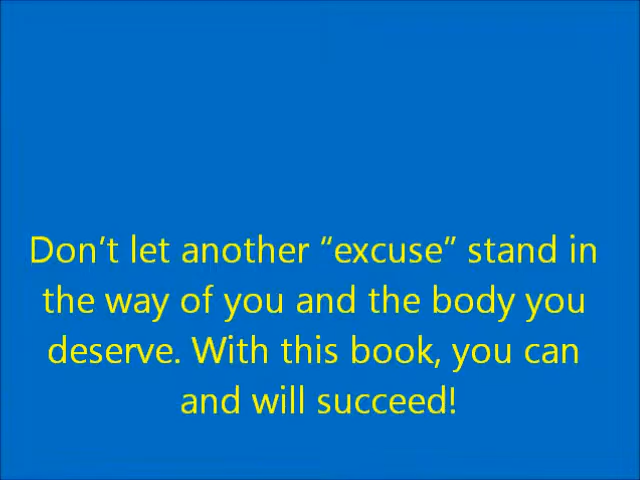 Don’t let another “excuse” stand in
the way of you and the body you
deserve. With this book, you can
and will succeed!